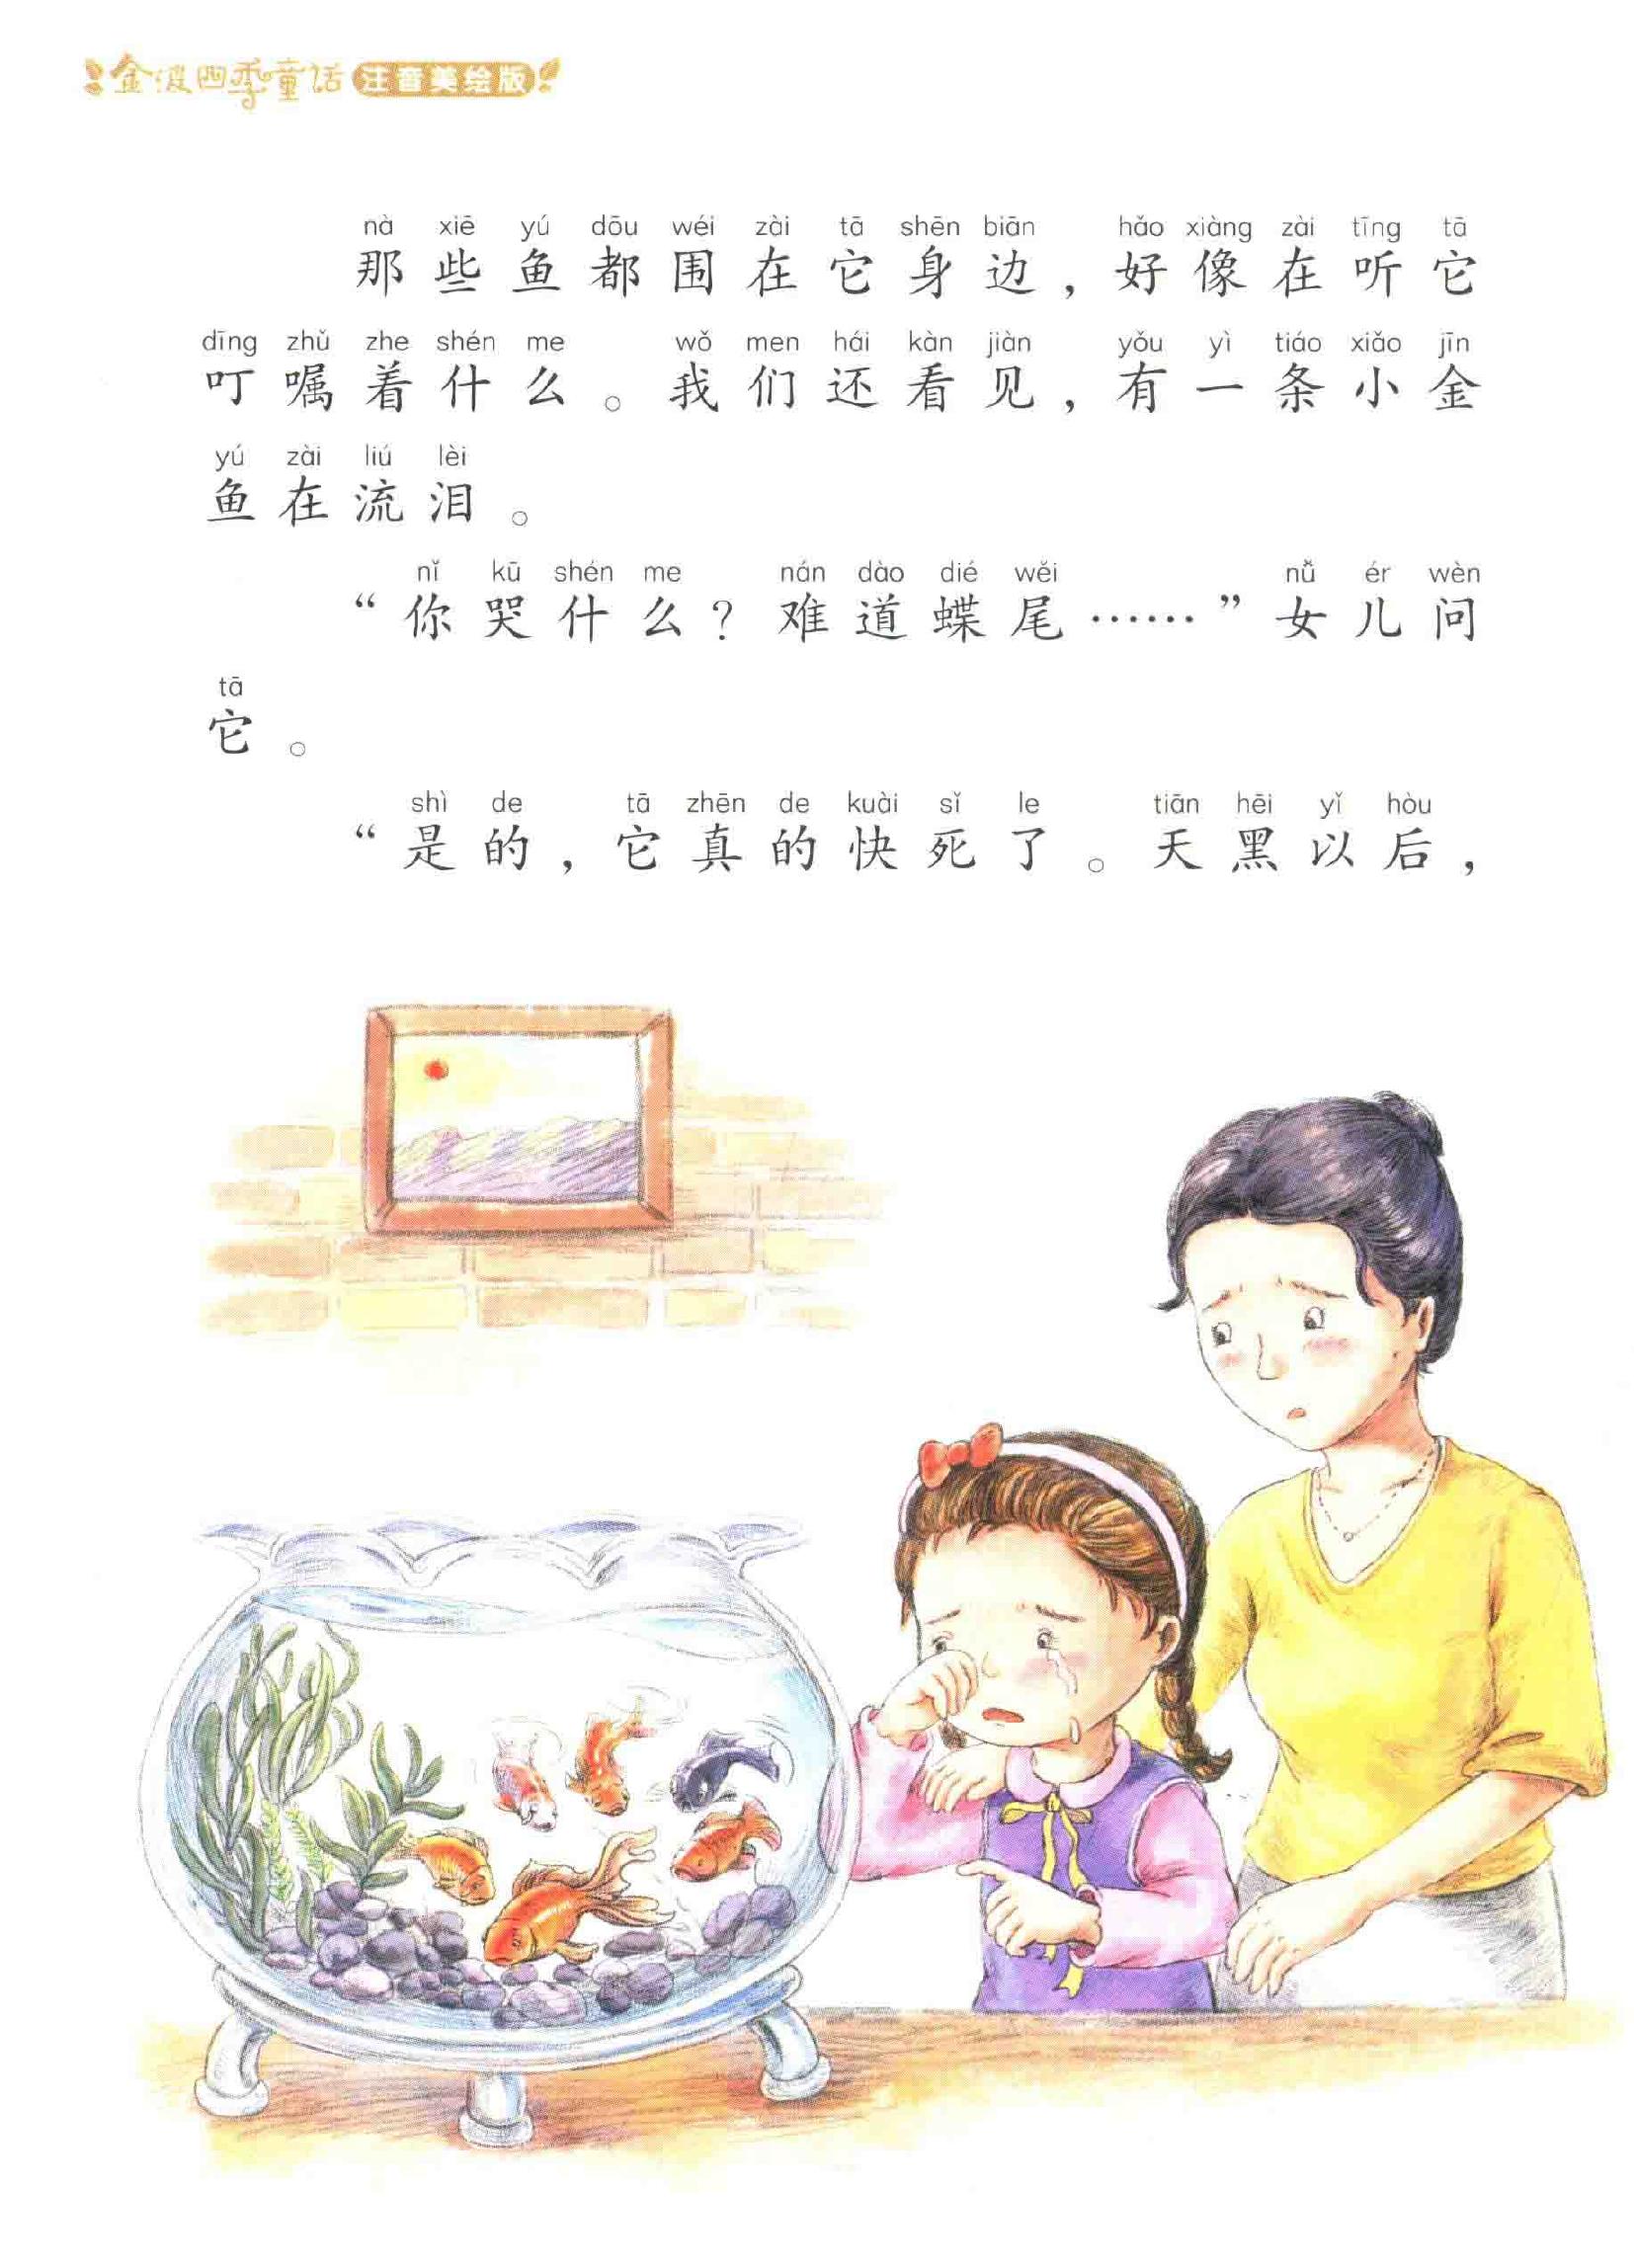 金波四季童话 注音美绘版
nà xiē yú dōu wéi zài tā shēn biān hǎo xiàng zài tīng tā
那些鱼都围在它身边，好像在听它
dīng zhǔ zhe shén me wǒ men hái kàn jiàn yǒu yì tiáo xiǎo jīn
叮嘱着什么。我们还看见，有一条小金
yú zài liú lèi
鱼在流泪。
nǐ kū shén me nán dào dié wěi nǚ ér wèn
“你哭什么？难道蝶尾……”女儿问
tā
它。
shì de tā zhēn de kuài sǐ le tiān hēi yǐ hòu
“是的，它真的快死了。天黑以后，